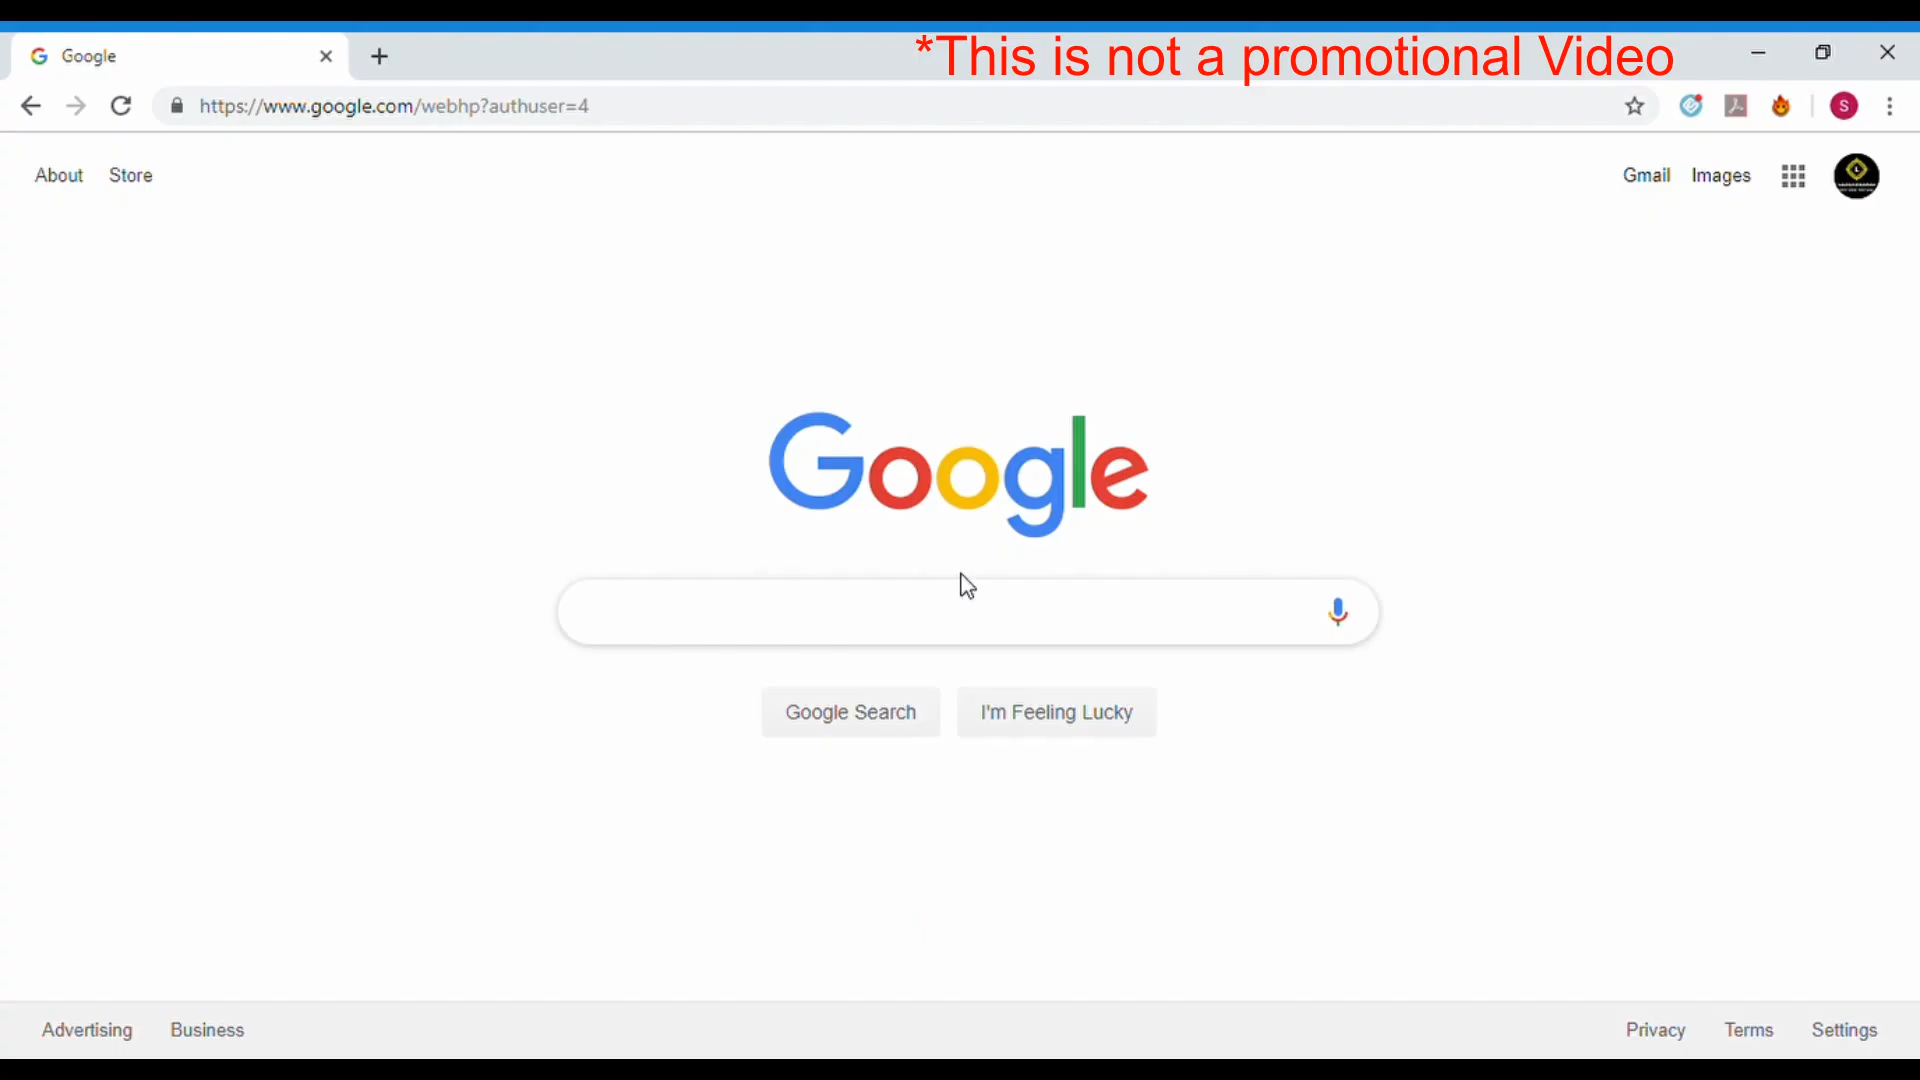 Google
*This is not a promotional Video
https://www.google.com/webhp?authuser=4
S
About Store
Gmail Images
Google
Google Search I'm Feeling Lucky
Advertising Business
Privacy Terms Settings